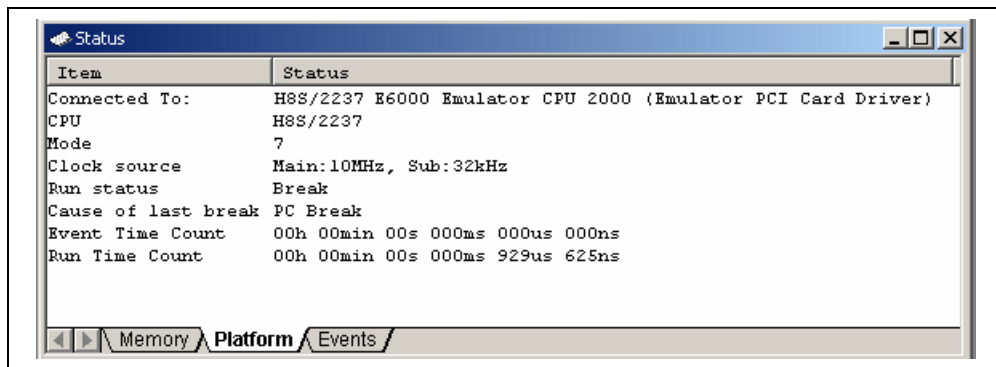 Status
Item Status
Connected To: H8S/2237 E6000 Emulator CPU 2000 (Emulator PCI Card Driver)
CPU H8S/2237
Mode 7
Clock source Main:10MHz, Sub:32kHz
Run status Break
Cause of last break PC Break
Event Time Count 00h 00min 00s 000ms 000us 000ns
Run Time Count 00h 00min 00s 000ms 929us 625ns
Memory Platform Events